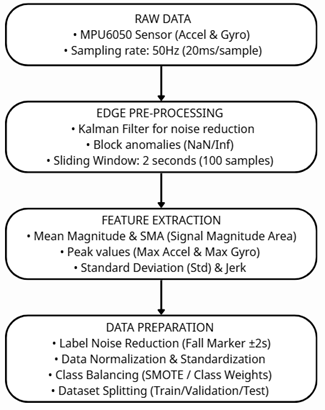 RAW DATA
• MPU6050 Sensor (Accel & Gyro)
• Sampling rate: 50Hz (20ms/sample)
EDGE PRE-PROCESSING
• Kalman Filter for noise reduction
• Block anomalies (NaN/Inf)
• Sliding Window: 2 seconds (100 samples)
FEATURE EXTRACTION
• Mean Magnitude & SMA (Signal Magnitude Area)
• Peak values (Max Accel & Max Gyro)
• Standard Deviation (Std) & Jerk
DATA PREPARATION
• Label Noise Reduction (Fall Marker ±2s)
• Data Normalization & Standardization
• Class Balancing (SMOTE / Class Weights)
• Dataset Splitting (Train/Validation/Test)